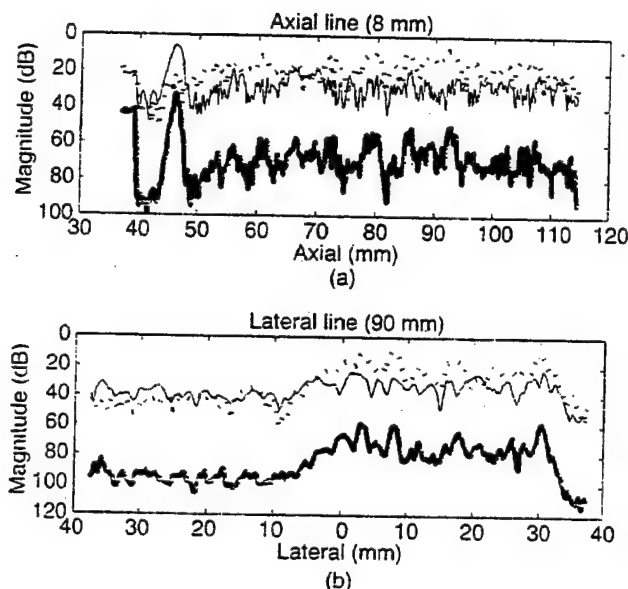 Axial line (8 mm)
Magnitude (dB)
0
20
40
60
80
100
30 40 50 60 70 80 90 100 110 120
Axial (mm)
(a)
Lateral line (90 mm)
Magnitude (dB)
0
20
40
60
80
100
120
40 30 20 10 0 10 20 30 40
Lateral (mm)
(b)